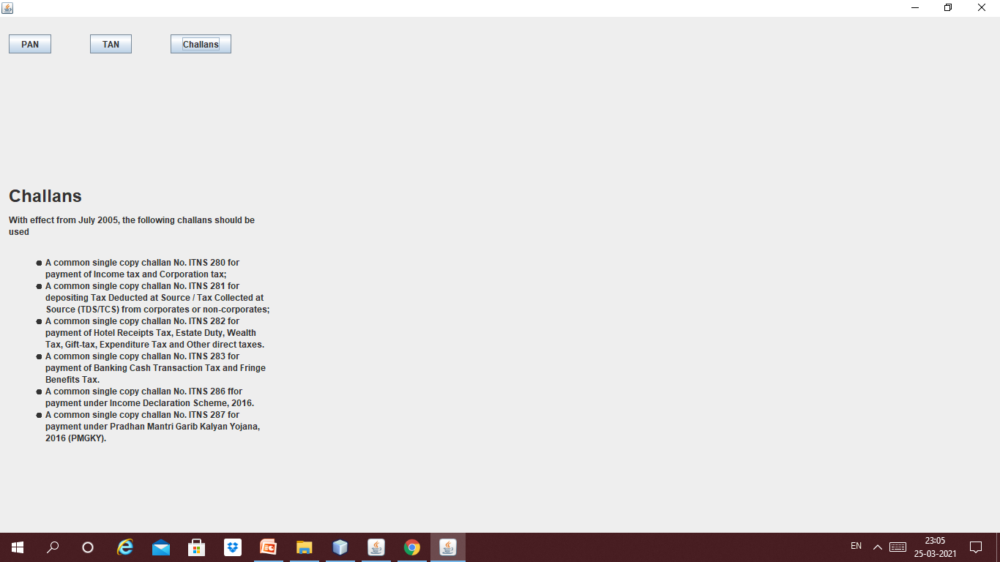 PAN TAN Challans
Challans
With effect from July 2005, the following challans should be
used
A common single copy challan No. ITNS 280 for
payment of Income tax and Corporation tax;
A common single copy challan No. ITNS 281 for
depositing Tax Deducted at Source / Tax Collected at
Source (TDS/TCS) from corporates or non-corporates;
A common single copy challan No. ITNS 282 for
payment of Hotel Receipts Tax, Estate Duty, Wealth
Tax, Gift-tax, Expenditure Tax and Other direct taxes.
A common single copy challan No. ITNS 283 for
payment of Banking Cash Transaction Tax and Fringe
Benefits Tax.
A common single copy challan No. ITNS 286 ffor
payment under Income Declaration Scheme, 2016.
A common single copy challan No. ITNS 287 for
payment under Pradhan Mantri Garib Kalyan Yojana,
2016 (PMGKY).
EN 23:05
25-03-2021